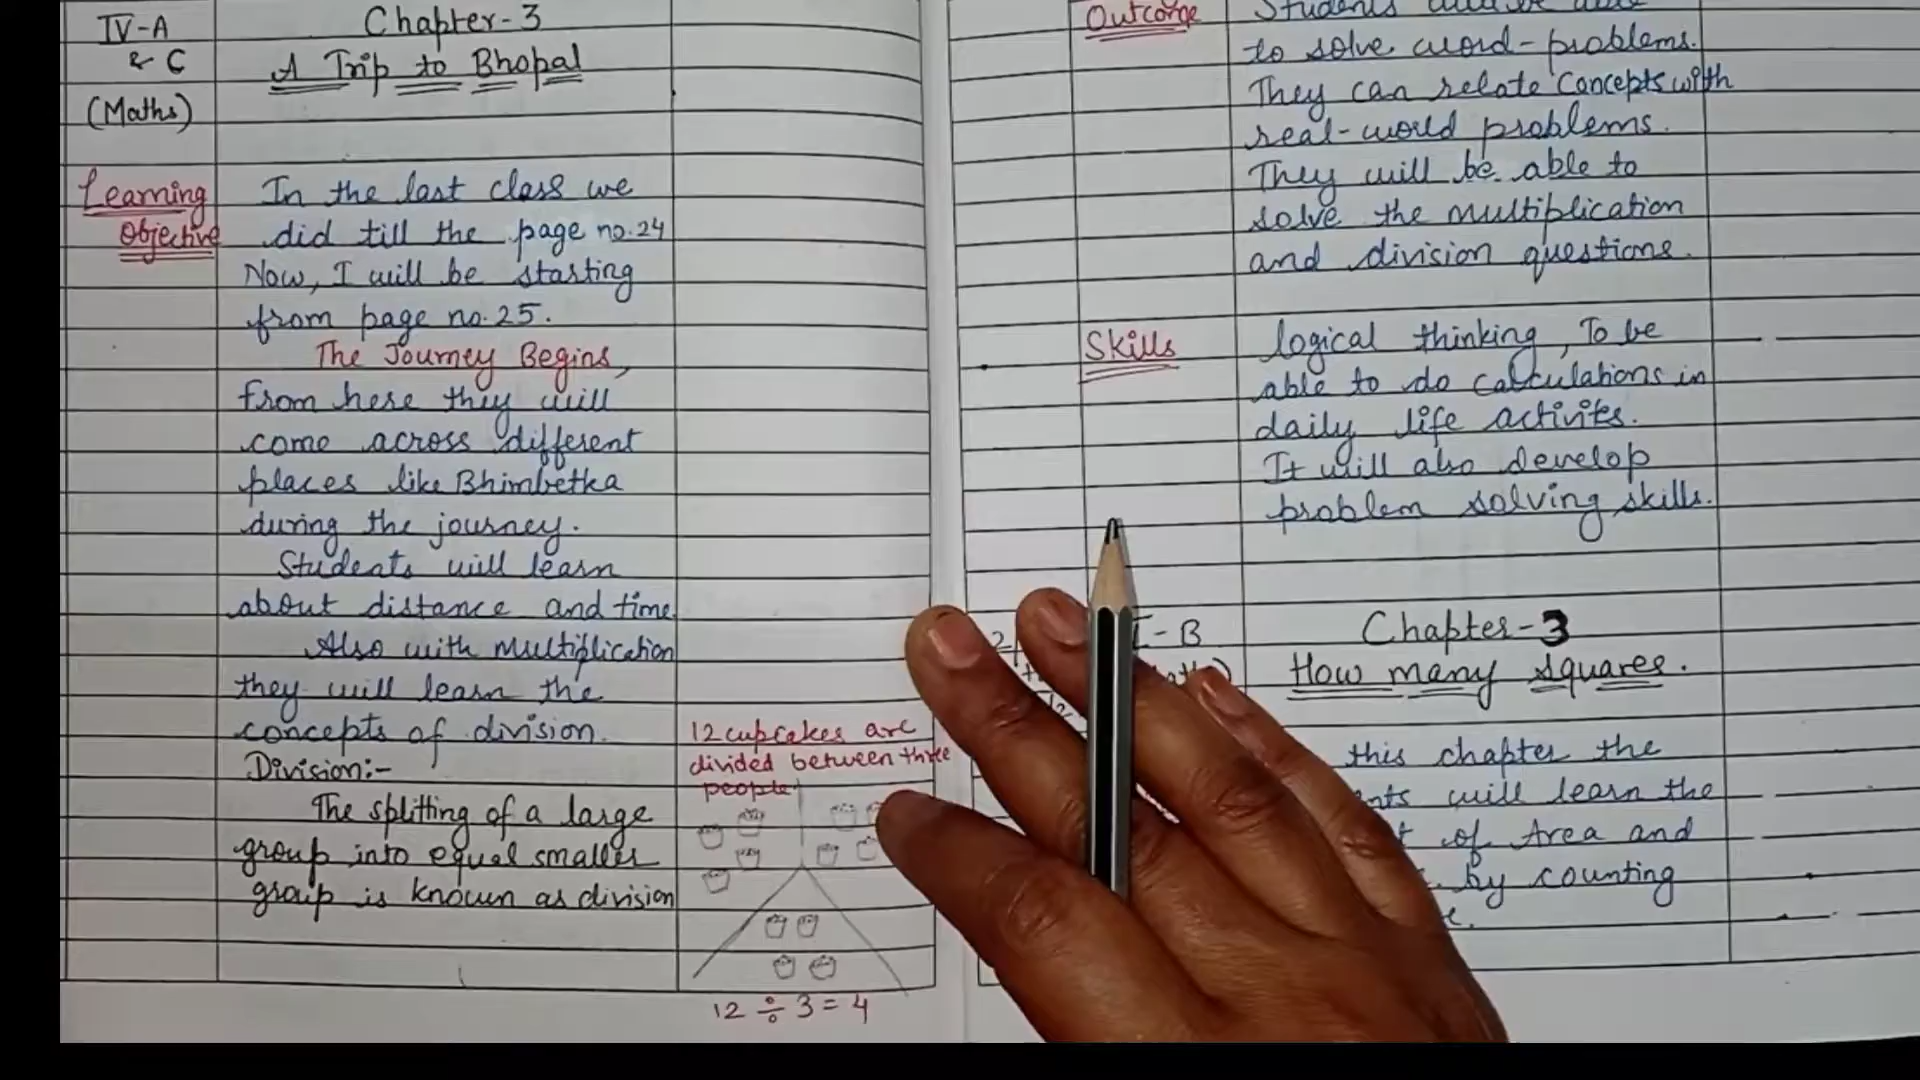 IV-A
& C
(Maths)
Chapter-3
A Trip to Bhopal
Learning
Objective
In the last class we
did till the page no.24
Now, I will be starting
from page no.25.
The Journey Begins,
from here they will
come across different
places like Bhimbetka
during the journey.
Students will learn
about distance and time.
Also with multiplication
they will learn the
concepts of division.
Division:-
The splitting of a large
group into equal smaller
group is known as division
12 cupcakes are
divided between three
people.
12 ÷ 3 = 4
Outcome
Students
to solve word-problems.
They can relate concepts with
real-world problems.
They will be able to
solve the multiplication
and division questions.
Skills
logical thinking, To be
able to do calculations in
daily life activites.
It will also develop
problem solving skills.
-B
Chapter-3
How many squares.
this chapter the
will learn the
of Area and
by counting